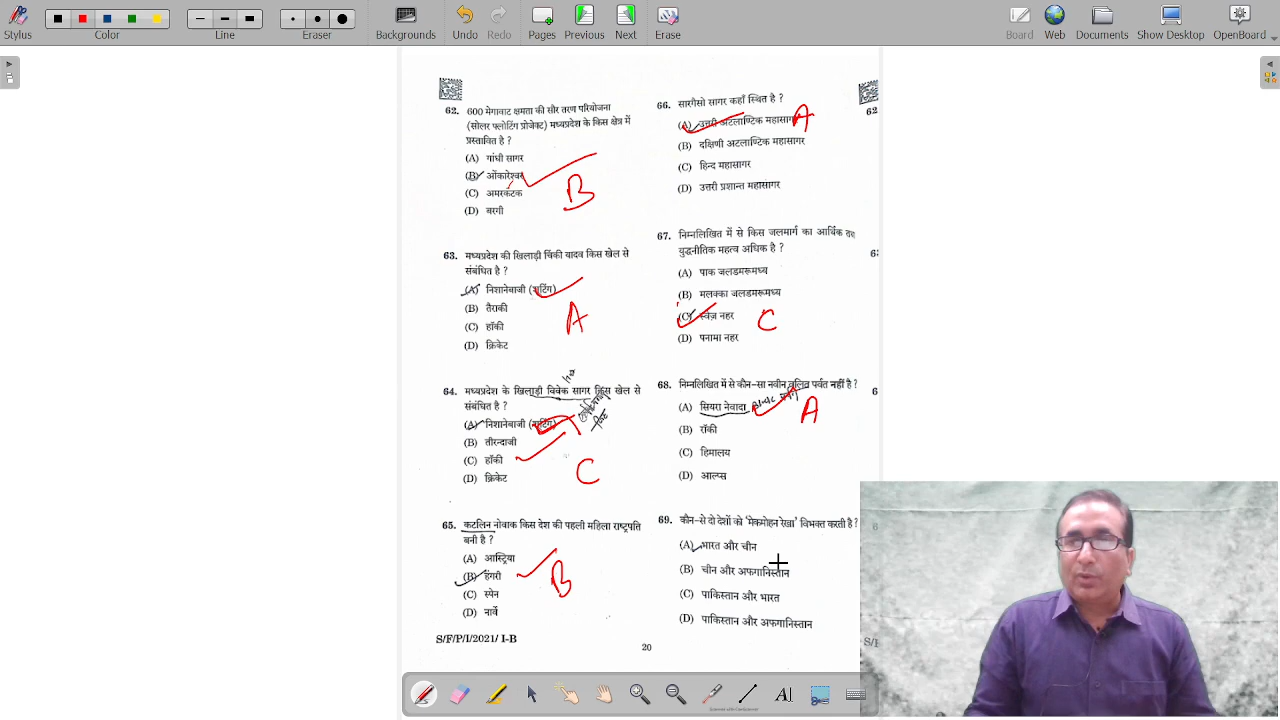 Stylus
Color
Line
Eraser
Backgrounds
Undo
Redo
Pages
Previous
Next
Erase
Board
Web
Documents
Show Desktop
OpenBoard
62. 600 मेगावाट क्षमता की सौर तरण परियोजना
(सोलर फ्लोटिंग प्रोजेक्ट) मध्यप्रदेश के किस क्षेत्र में
प्रस्तावित है ?
(A) गांधी सागर
(B) ओंकारेश्वर
(C) अमरकंटक
(D) बरगी
B
63. मध्यप्रदेश की खिलाड़ी चिंकी यादव किस खेल से
संबंधित है ?
(A) निशानेबाजी (शूटिंग)
(B) तैराकी
(C) हॉकी
(D) क्रिकेट
A
64. मध्यप्रदेश के खिलाड़ी विवेक सागर किस खेल से
संबंधित है ?
(A) निशानेबाजी (शूटिंग)
(B) तीरन्दाजी
(C) हॉकी
(D) क्रिकेट
C
65. कटलिन नोवाक किस देश की पहली महिला राष्ट्रपति
बनी है ?
(A) आस्ट्रिया
(B) हंगरी
(C) स्पेन
(D) नार्वे
B
S/F/P/I/2021/ I-B
66. सारगैसो सागर कहाँ स्थित है ?
(A) उत्तरी अटलाण्टिक महासागर
(B) दक्षिणी अटलाण्टिक महासागर
(C) हिन्द महासागर
(D) उत्तरी प्रशान्त महासागर
A
67. निम्नलिखित में से किस जलमार्ग का आर्थिक एवं
युद्धनीतिक महत्व अधिक है ?
(A) पाक जलडमरूमध्य
(B) मलक्का जलडमरूमध्य
(C) स्वेज़ नहर
(D) पनामा नहर
C
68. निम्नलिखित में से कौन-सा नवीन वलित पर्वत नहीं है ?
(A) सियरा नेवादा
(B) रॉकी
(C) हिमालय
(D) आल्प्स
A
69. कौन-से दो देशों को 'मेकमोहन रेखा' विभक्त करती है ?
(A) भारत और चीन
(B) चीन और अफगानिस्तान
(C) पाकिस्तान और भारत
(D) पाकिस्तान और अफगानिस्तान
20
62
6